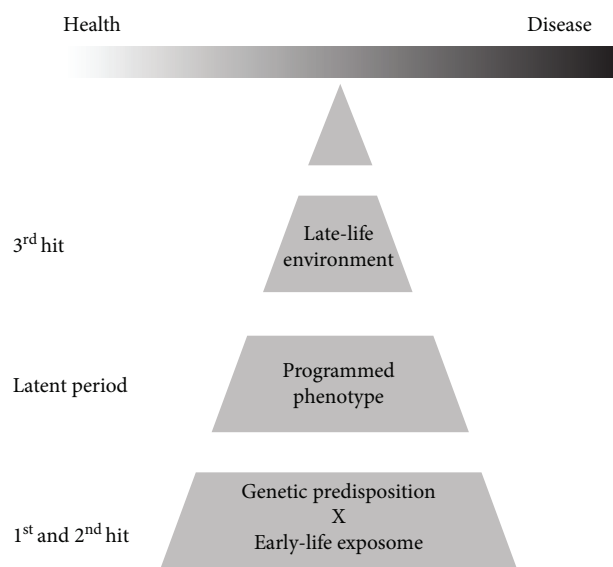 Health
Disease
3rd hit
Late-life
environment
Latent period
Programmed
phenotype
1st and 2nd hit
Genetic predisposition
X
Early-life exposome